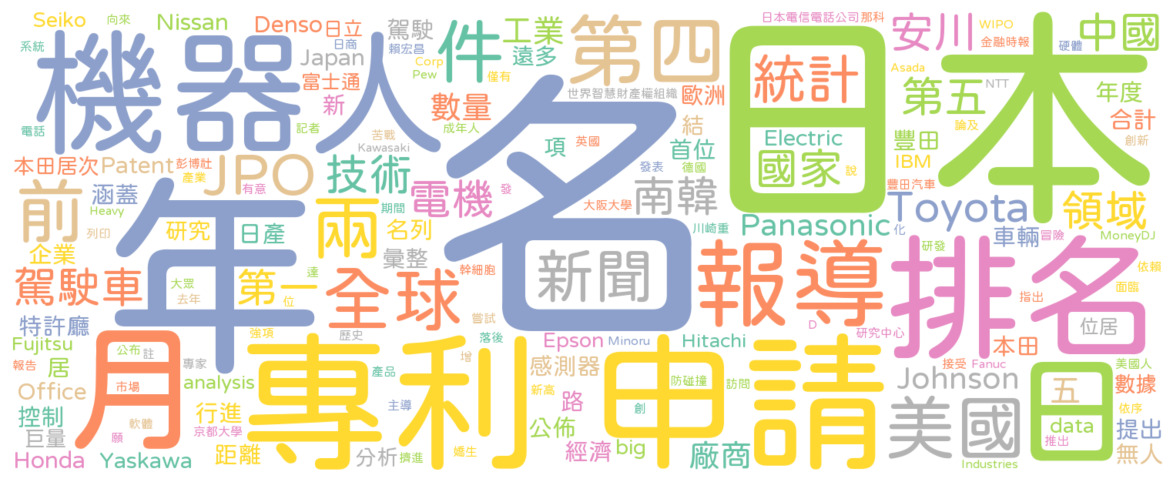 Seiko
向來
Nissan
Denso
日立
日商
駕駛
賴宏昌
件
工業
第四
日本
日本電信電話公司
那科
安川
WIPO
金融時報
硬體
中國
系統
機器人
Japan
Corp
Pew
僅有
遠多
世界智慧財產權組織
歐洲
統計
Asada
NTT
第五
年度
富士通
新
數量
成年人
結
論及
創新
合計
電話
記者
苦戰
Kawasaki
名
項
英國
首位
Electric
國家
豐田
IBM
本田
居次
Patent
彭博社
產業
JPO
有意
技術
發表
德國
說
豐田汽車
前
涵蓋
Heavy
年
兩
期間
電機
發
大阪大學
南韓
Panasonic
化
Toyota
領域
列印
研究
日產
名列
川崎重
車輛
冒險
MoneyDJ
企業
彙整
新聞
報導
研發
排名
依賴
駕駛車
大眾
去年
第一
達
位
全球
幹細胞
指出
面臨
特許廳
強項
歷史
嘗試
D
研究中心
位居
Fujitsu
公布
註
專利
申請
落後
Epson
Minoru
Hitachi
本田
美國人
報告
居
月
專家
增
產品
感測器
防碰撞
訪問
接受
Fanuc
日
五
數據
Office
市場
analysis
主導
新高
創
Johnson
依序
控制
軟體
行進
公佈
路
美國
data
提出
巨量
願
京都大學
擠進
嬌生
經濟
big
廠商
推出
無人
Honda
Yaskawa
距離
分析
Industries